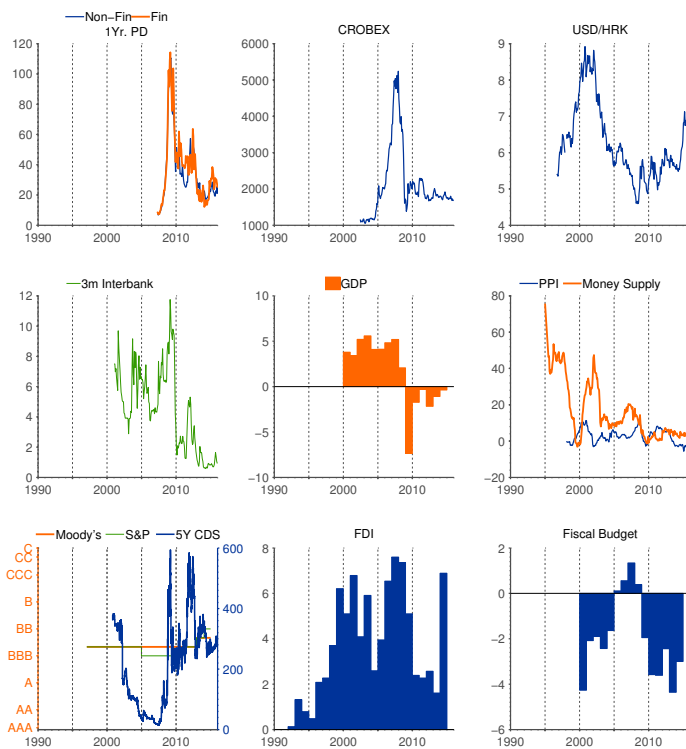 Non-Fin Fin
1Yr. PD
120
100
80
60
40
20
0
1990 2000 2010
CROBEX
6000
5000
4000
3000
2000
1000
1990 2000 2010
USD/HRK
9
8
7
6
5
4
1990 2000 2010
3m Interbank
12
10
8
6
4
2
0
1990 2000 2010
GDP
10
5
0
−5
−10
1990 2000 2010
PPI Money Supply
80
60
40
20
0
−20
1990 2000 2010
Moody's S&P 5Y CDS
C
CC
CCC
B
BB
BBB
A
AA
AAA
600
400
200
0
1990 2000 2010
FDI
8
6
4
2
0
1990 2000 2010
Fiscal Budget
2
0
−2
−4
−6
1990 2000 2010